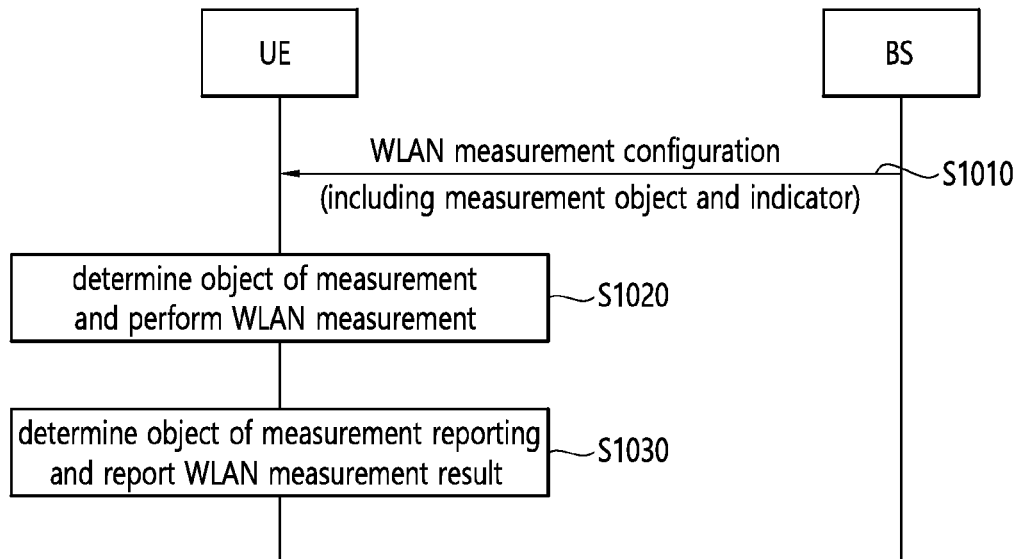 UE
BS
WLAN measurement configuration
(including measurement object and indicator)
S1010
determine object of measurement
and perform WLAN measurement
S1020
determine object of measurement reporting
and report WLAN measurement result
S1030